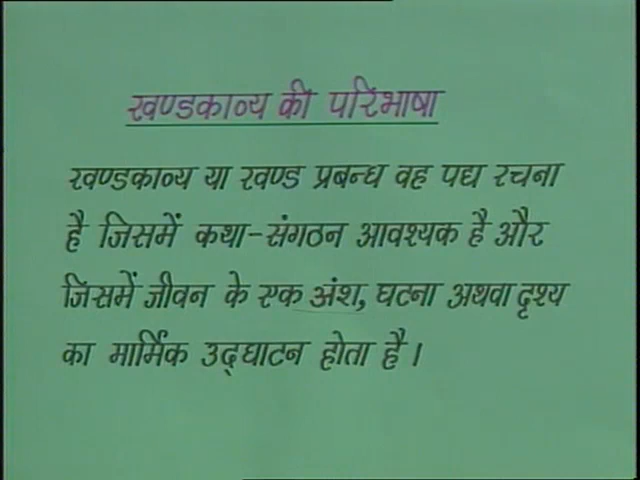 खण्डकाव्य की परिभाषा
खण्डकाव्य या खण्ड प्रबन्ध वह पद्य रचना
है जिसमें कथा-संगठन आवश्यक है और
जिसमें जीवन के एक अंश, घटना अथवा दृश्य
का मार्मिक उद्घाटन होता है।